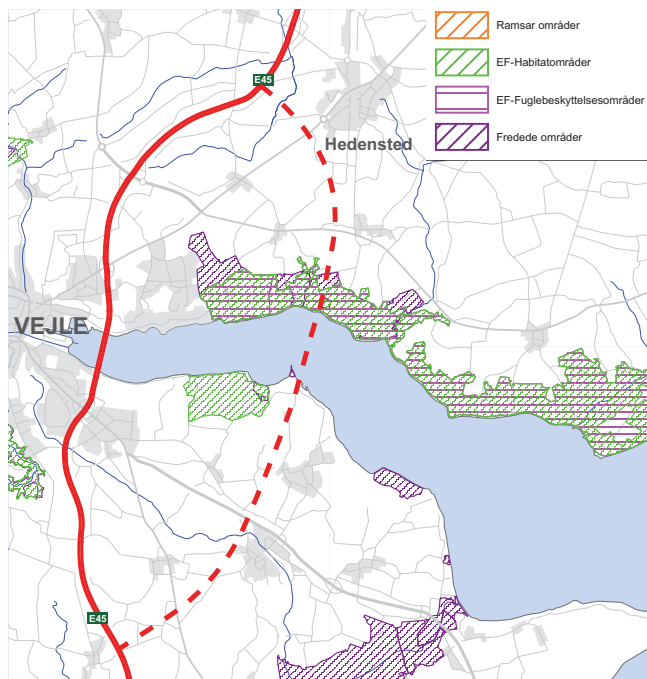 Ramsar områder
EF-Habitatområder
EF-Fuglebeskyttelsesområder
Fredede områder
E45
Hedensted
VEJLE
E45